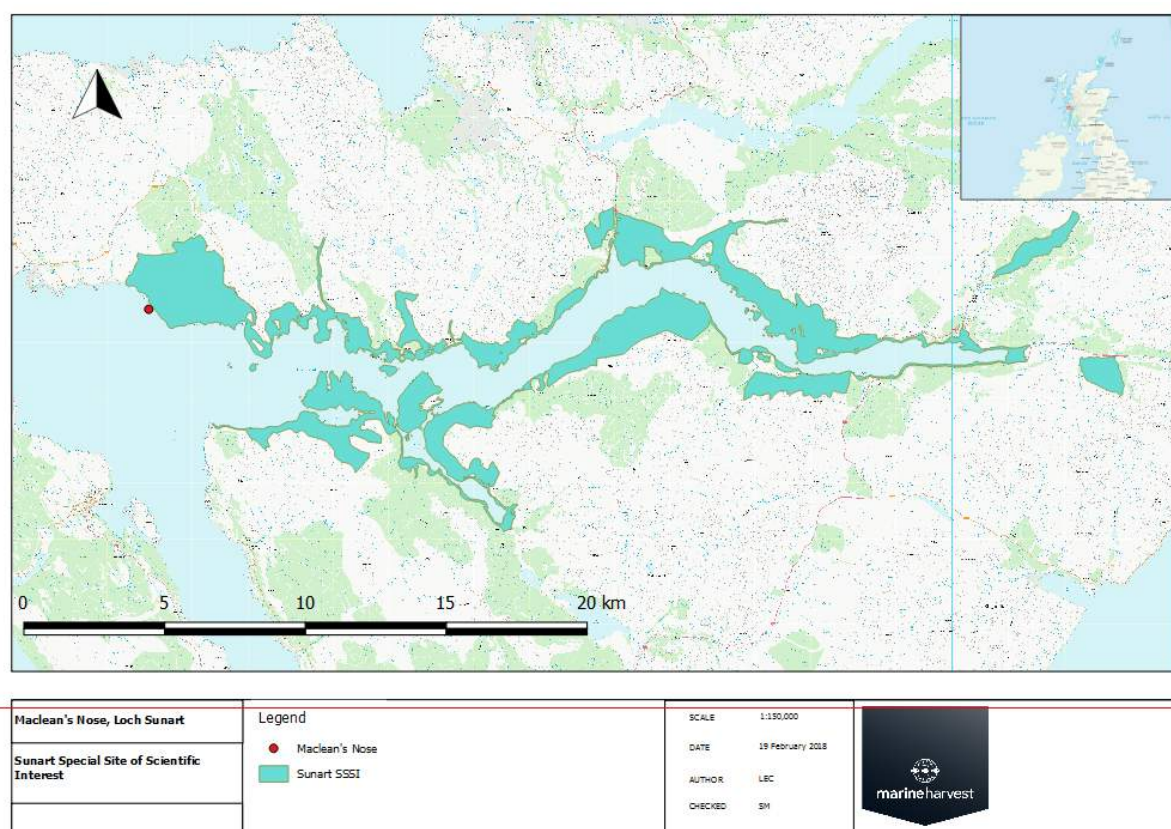 0 5 10 15 20 km
Maclean's Nose, Loch Sunart
Sunart Special Site of Scientific
Interest
Legend
Maclean's Nose
Sunart SSSI
SCALE 1:150,000
DATE 19 February 2018
AUTHOR LEC
CHECKED SM
marineharvest